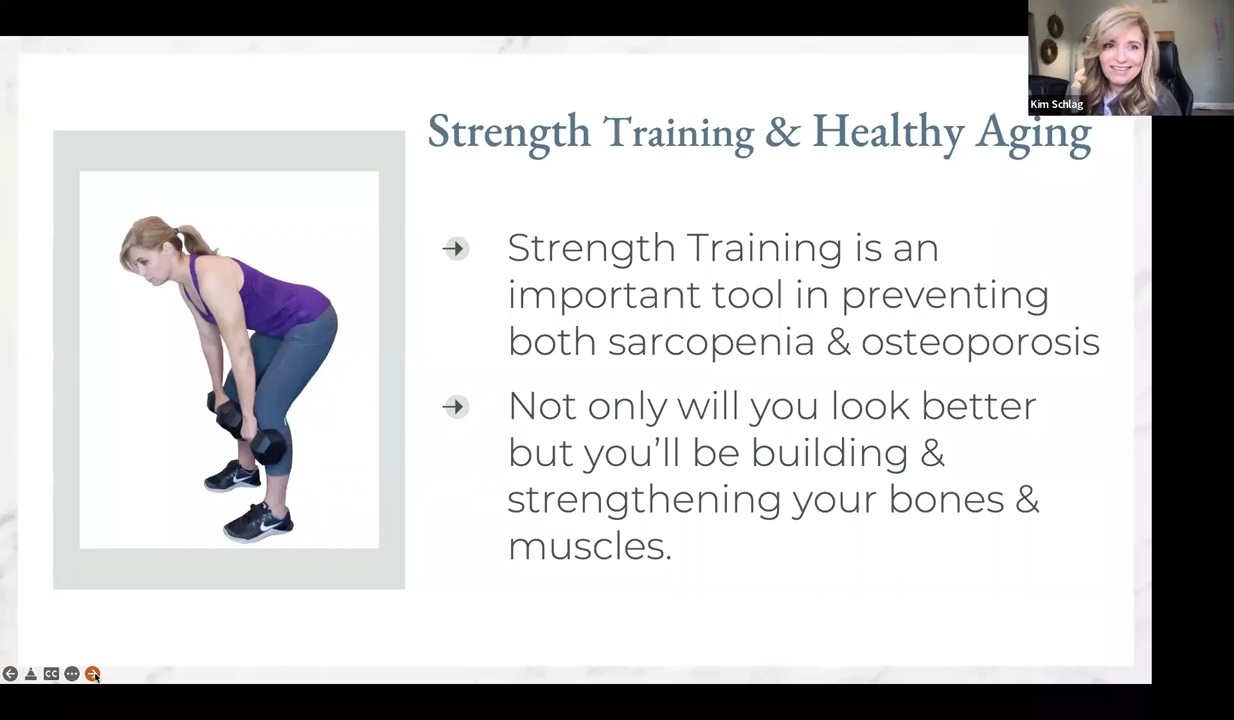 Kim Schlag
Strength Training & Healthy Aging
Strength Training is an
important tool in preventing
both sarcopenia & osteoporosis
Not only will you look better
but you’ll be building &
strengthening your bones &
muscles.
CC